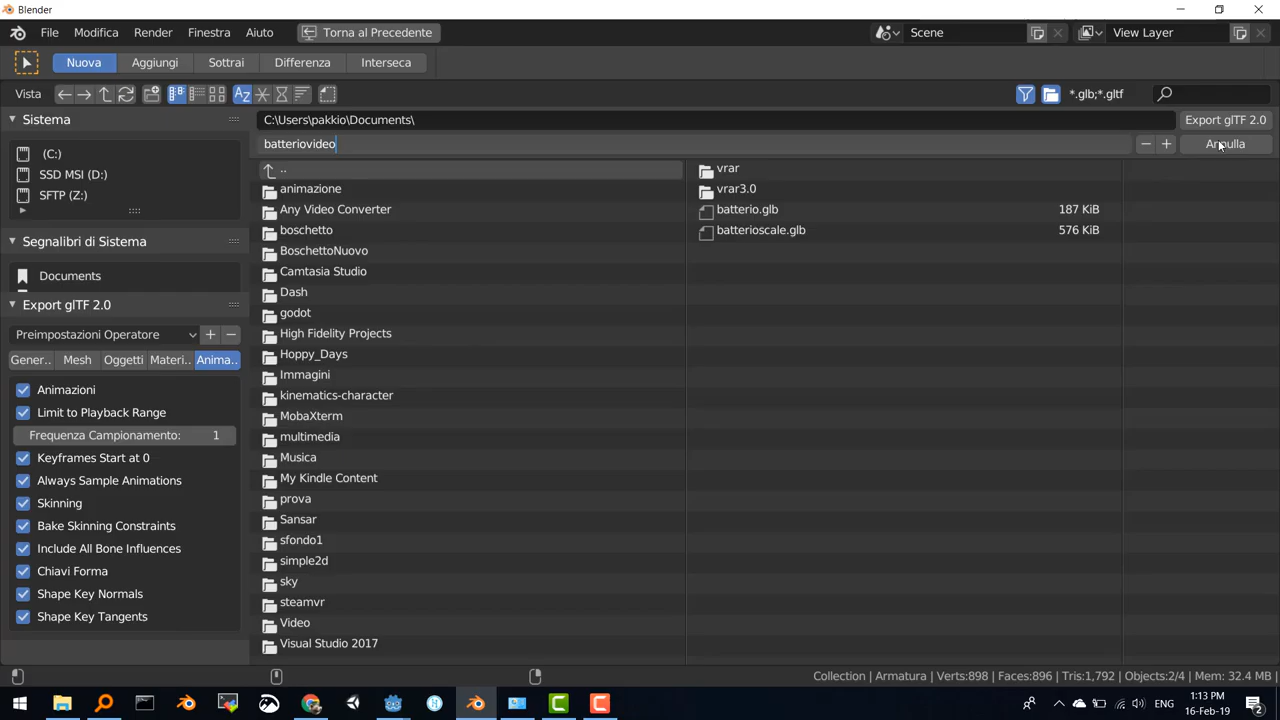 Blender
File Modifica Render Finestra Aiuto Torna al Precedente Scene View Layer
Nuova Aggiungi Sottrai Differenza Interseca
Vista *.glb;*.gltf
Sistema
C:\Users\pakkio\Documents\ Export glTF 2.0
batteriovideo Annulla
(C:)
SSD MSI (D:)
SFTP (Z:)
Segnalibri di Sistema
Documents
Export glTF 2.0
Preimpostazioni Operatore
Gener.. Mesh Oggetti Materi.. Anima..
Animazioni
Limit to Playback Range
Frequenza Campionamento: 1
Keyframes Start at 0
Always Sample Animations
Skinning
Bake Skinning Constraints
Include All Bone Influences
Chiavi Forma
Shape Key Normals
Shape Key Tangents
..
animazione
Any Video Converter
boschetto
BoschettoNuovo
Camtasia Studio
Dash
godot
High Fidelity Projects
Hoppy_Days
Immagini
kinematics-character
MobaXterm
multimedia
Musica
My Kindle Content
prova
Sansar
sfondo1
simple2d
sky
steamvr
Video
Visual Studio 2017
vrar
vrar3.0
batterio.glb 187 KiB
batterioscale.glb 576 KiB
Collection | Armatura | Verts:898 | Faces:896 | Tris:1,792 | Objects:2/4 | Mem: 32.4 MB
ENG
1:13 PM
16-Feb-19
2